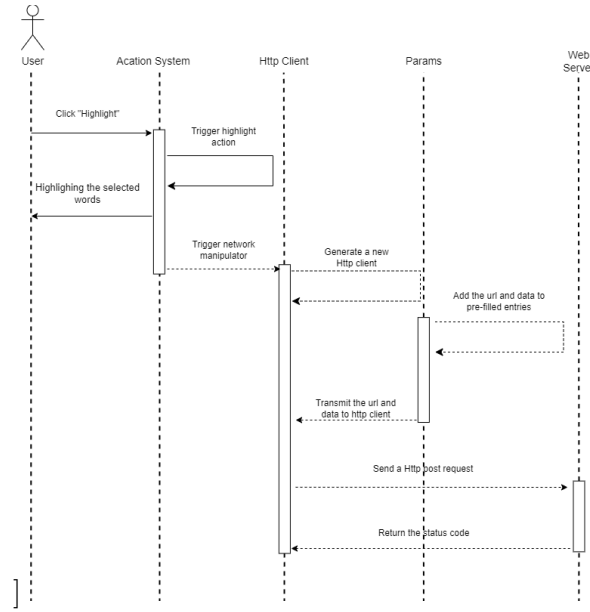 User
Acation System
Http Client
Params
Web
Serve
Click "Highlight"
Trigger highlight
action
Highlighing the selected
words
Trigger network
manipulator
Generate a new
Http client
Add the url and data to
pre-filled entries
Transmit the url and
data to http client
Send a Http post request
Return the status code
]